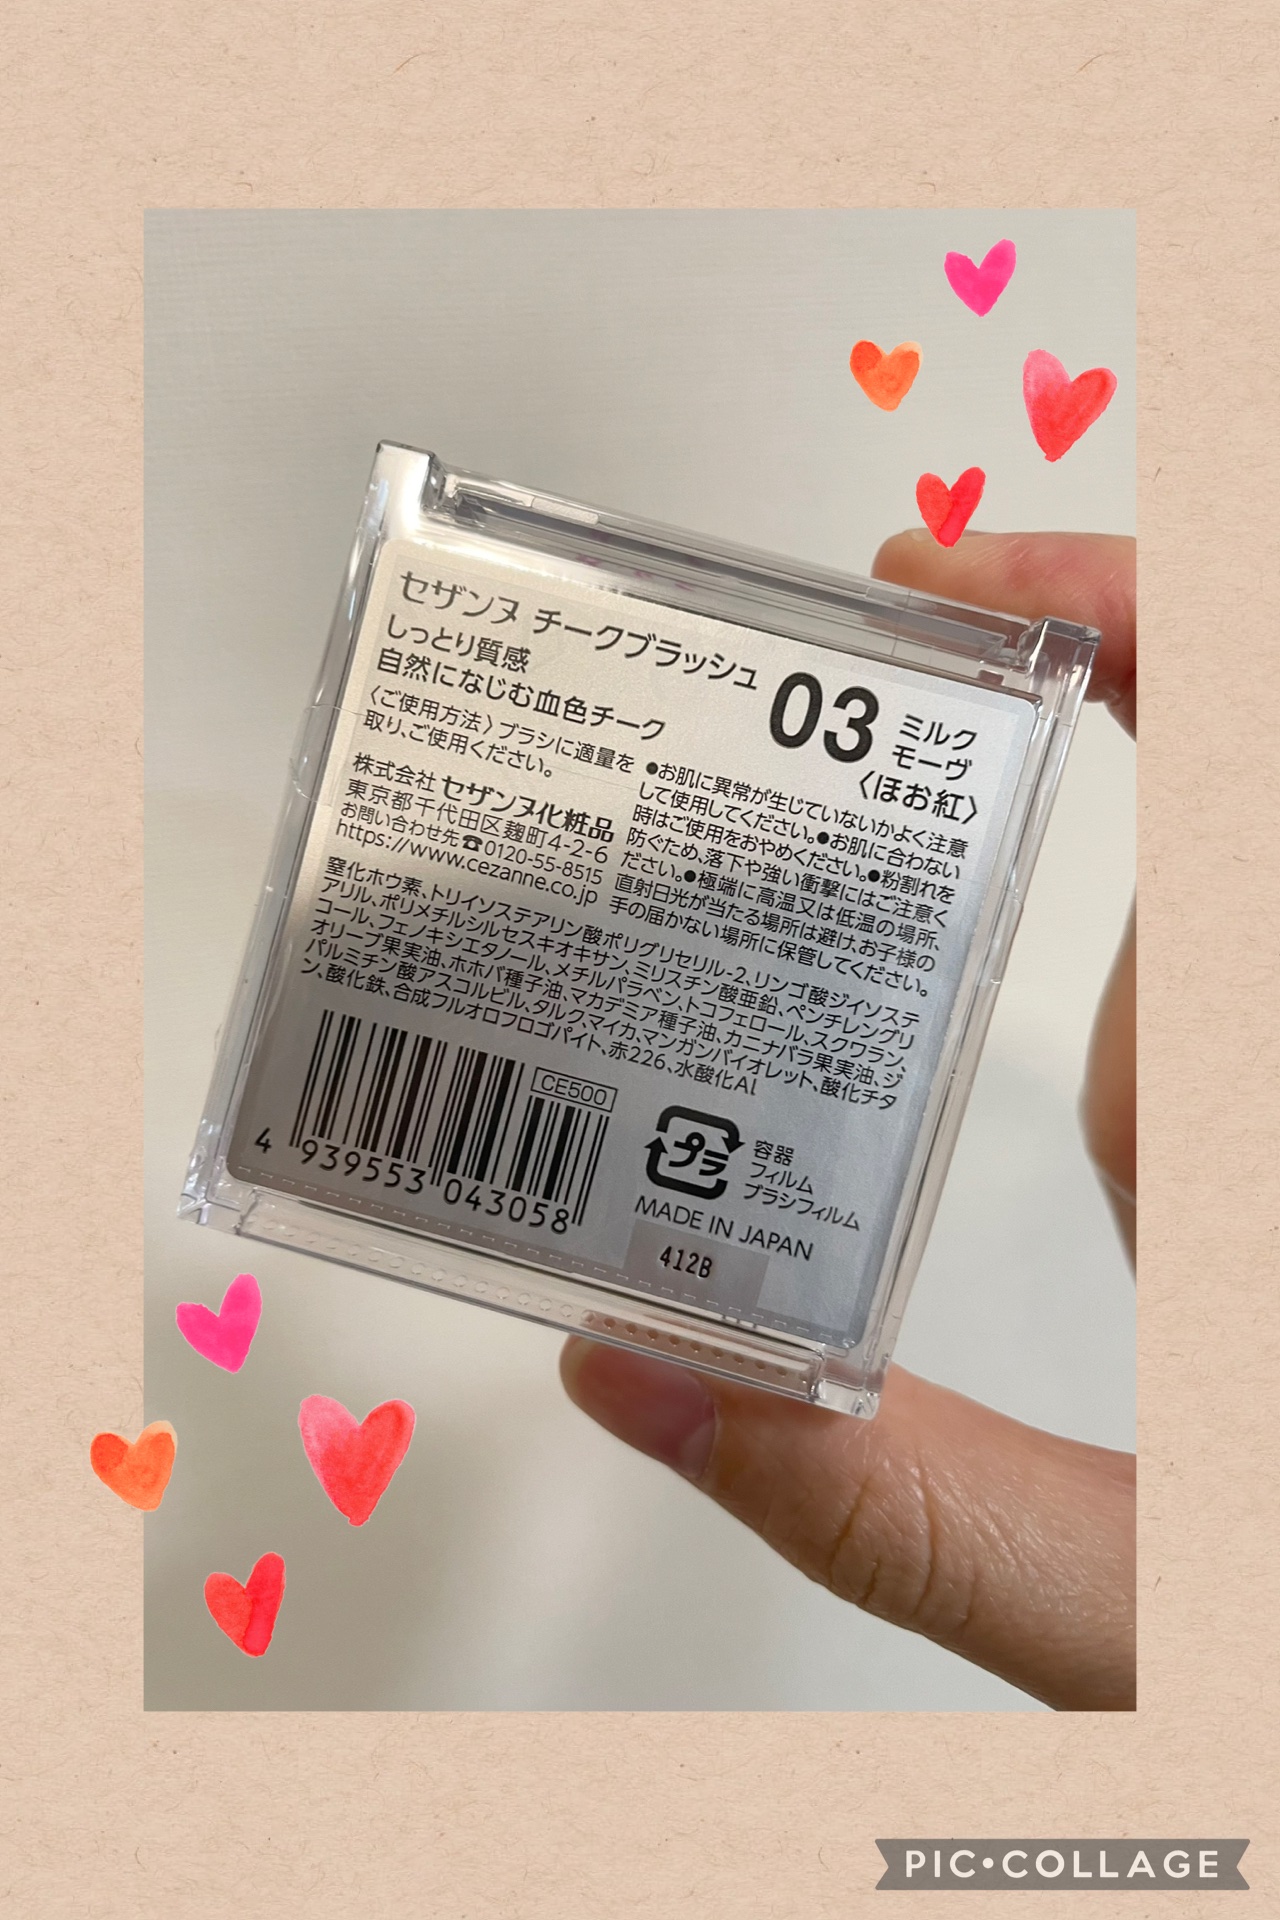 セザンヌ チークブラッシュ
しっとり質感
自然になじむ血色チーク
03 ミルク
モーヴ
〈ほお紅〉
〈ご使用方法〉ブラシに適量を
取り、ご使用ください。
株式会社 セザンヌ化粧品
東京都千代田区麹町4-2-6
お問い合わせ先☎0120-55-8515
https://www.cezanne.co.jp
●お肌に異常が生じていないかよく注意
して使用してください。●お肌に合わない
時はご使用をおやめください。●粉割れを
防ぐため、落下や強い衝撃にはご注意く
ださい。●極端に高温又は低温の場所、
直射日光が当たる場所は避け、お子様の
手の届かない場所に保管してください。
窒化ホウ素、トリイソステアリン酸ポリグリセリル-2、リンゴ酸ジイソステ
アリル、ポリメチルシルセスキオキサン、ミリスチン酸亜鉛、ペンチレングリ
コール、フェノキシエタノール、メチルパラベン、トコフェロール、スクワラン、
オリーブ果実油、ホホバ種子油、マカデミア種子油、カニナバラ果実油、ジ
パルミチン酸アスコルビル、タルク、マイカ、マンガンバイオレット、酸化チタ
ン、酸化鉄、合成フルオロフロゴパイト、赤226、水酸化Al
CE500
4 939553 043058
プラ
容器
フィルム
ブラシフィルム
MADE IN JAPAN
412B
PIC•COLLAGE